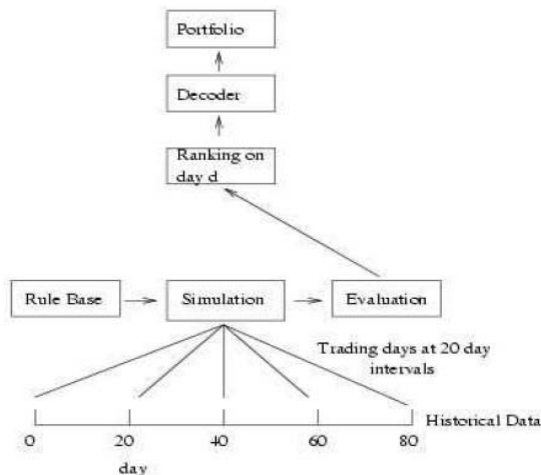 Portfolio
Decoder
Ranking on
day d
Rule Base
Simulation
Evaluation
Trading days at 20 day
intervals
Historical Data
0
20
40
60
80
day